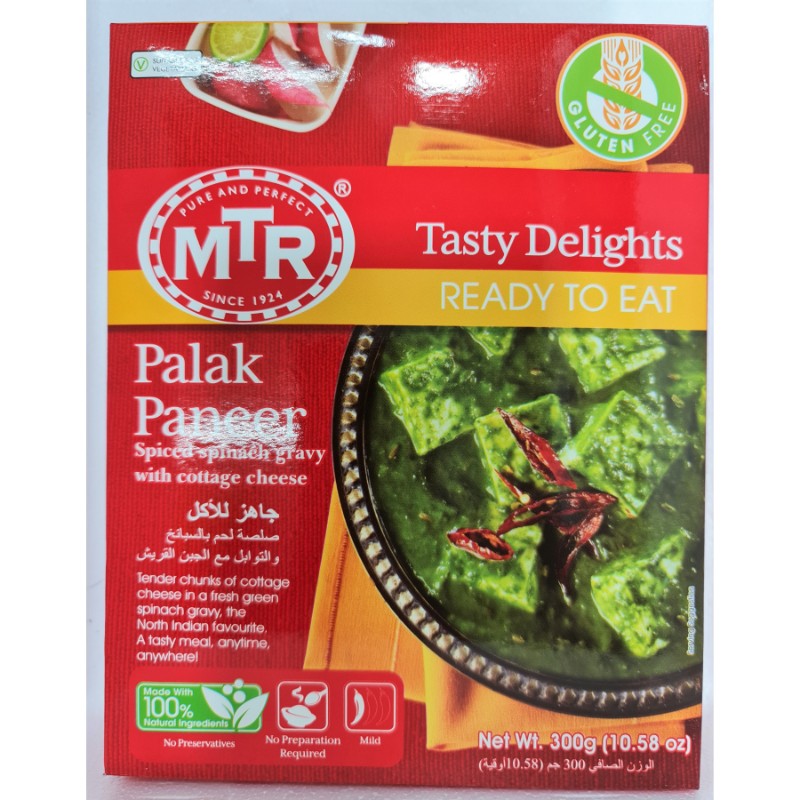 GLUTEN FREE
PURE AND PERFECT
MTR®
SINCE 1924
Tasty Delights
READY TO EAT
Palak
Paneer
Spiced spinach gravy
with cottage cheese
جاهز للأكل
صلصة لحم بالسبانخ
والتوابل مع الجبن القريش
Tender chunks of cottage
cheese in a fresh green
spinach gravy, the
North Indian favourite.
A tasty meal, anytime,
anywhere!
Serving Suggestion
Made With
100%
Natural Ingredients
No Preservatives
No Preparation
Required
Mild
Net Wt. 300g (10.58 oz)
الوزن الصافي 300 جم (10.58أوقية)